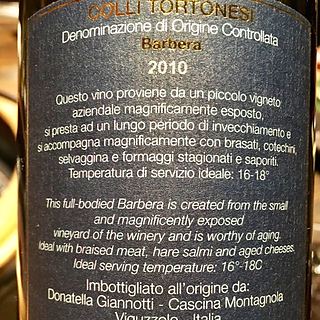 COLLI TORTONESI
Denominazione di Origine Controllata
Barbera
2010
Questo vino proviene da un piccolo vigneto
aziendale magnificamente esposto,
si presta ad un lungo periodo di invecchiamento e
si accompagna magnificamente con brasati, cotechini,
selvaggina e formaggi stagionati e saporiti.
Temperatura di servizio ideale: 16-18°
This full-bodied Barbera is created from the small
and magnificently exposed
vineyard of the winery and is worthy of aging.
Ideal with braised meat, hare salmi and aged cheeses.
Ideal serving temperature: 16°-18C
Imbottigliato all'origine da:
Donatella Giannotti - Cascina Montagnola
Viguzzolo - Italia